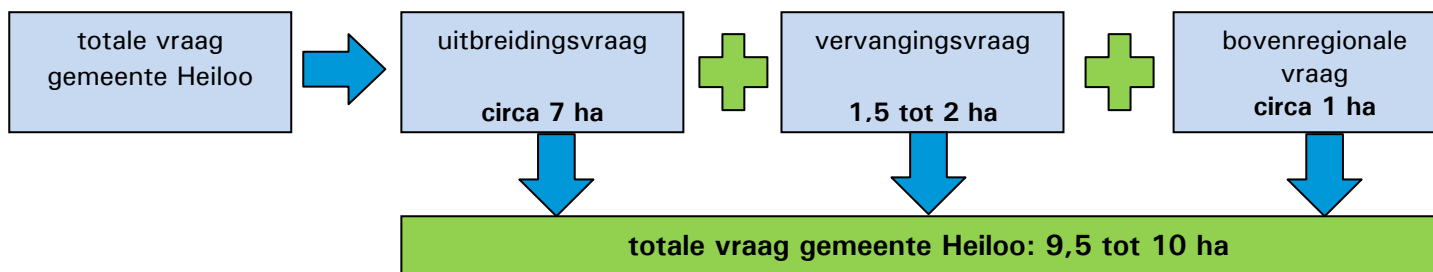 totale vraag
gemeente Heiloo
uitbreidingsvraag
circa 7 ha
vervangingsvraag
1,5 tot 2 ha
bovenregionale
vraag
circa 1 ha
totale vraag gemeente Heiloo: 9,5 tot 10 ha